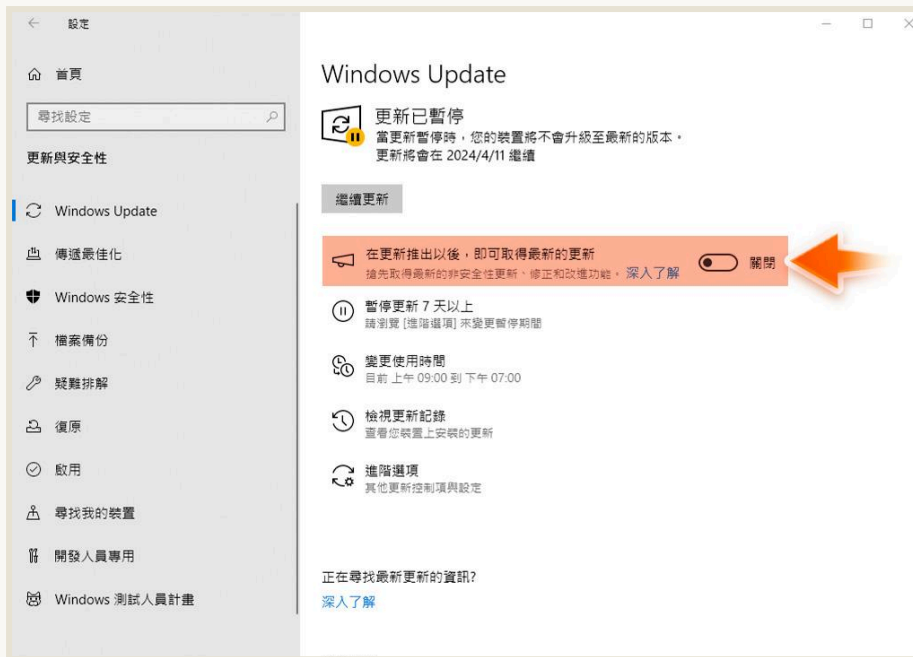 設定
首頁
尋找設定
更新與安全性
Windows Update
傳遞最佳化
Windows 安全性
檔案備份
疑難排解
復原
啟用
尋找我的裝置
開發人員專用
Windows 測試人員計畫
Windows Update
更新已暫停
當更新暫停時，您的裝置將不會升級至最新的版本。
更新將會在 2024/4/11 繼續
繼續更新
在更新推出以後，即可取得最新的更新
搶先取得最新的非安全性更新、修正和改進功能。 深入了解
關閉
暫停更新 7 天以上
請瀏覽 [進階選項] 來變更暫停期間
變更使用時間
目前 上午 09:00 到 下午 07:00
檢視更新記錄
查看您裝置上安裝的更新
進階選項
其他更新控制項與設定
正在尋找最新更新的資訊?
深入了解